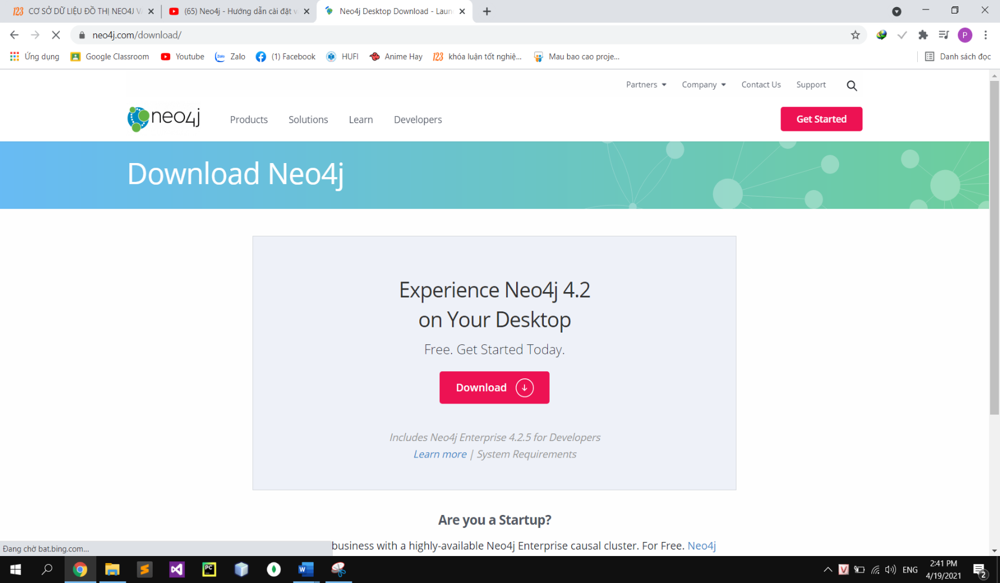 CƠ SỞ DỮ LIỆU ĐỒ THỊ NEO4J V
(65) Neo4j - Hướng dẫn cài đặt v
Neo4j Desktop Download - Laun
neo4j.com/download/
P
Ứng dụng
Google Classroom
Youtube
Zalo
(1) Facebook
HUFI
Anime Hay
123 khóa luận tốt nghiệ...
Mau bao cao proje...
Danh sách đọc
Partners
Company
Contact Us
Support
neo4j
Products
Solutions
Learn
Developers
Get Started
Download Neo4j
Experience Neo4j 4.2
on Your Desktop
Free. Get Started Today.
Download
Includes Neo4j Enterprise 4.2.5 for Developers
Learn more | System Requirements
Are you a Startup?
business with a highly-available Neo4j Enterprise causal cluster. For Free. Neo4j
Đang chờ bat.bing.com...
ENG
2:41 PM
4/19/2021
2